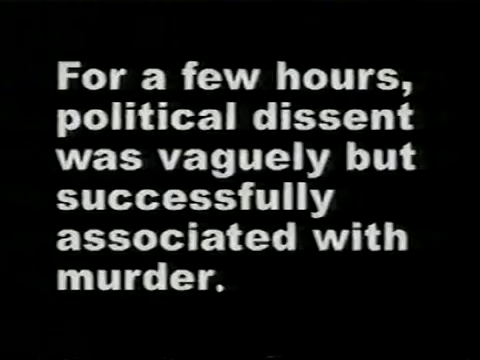 For a few hours,
political dissent
was vaguely but
successfully
associated with
murder.